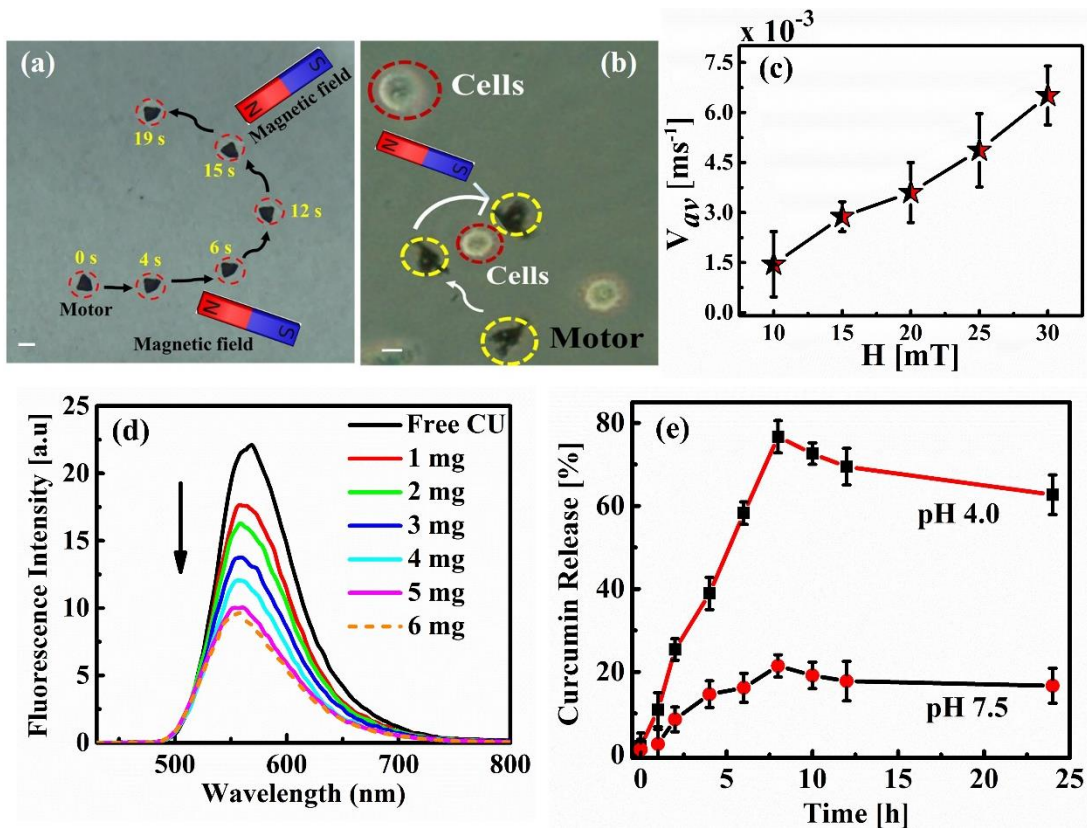 (a)
S
N
Magnetic field
19 s
15 s
12 s
0 s
4 s
6 s
Motor
N
S
Magnetic field
(b)
Cells
N
S
Cells
Motor
x 10⁻³
(c)
7.5
6.0
4.5
3.0
1.5
0.0
Vav [ms⁻¹]
10 15 20 25 30
H [mT]
(d)
25
20
15
10
5
0
Fluorescence Intensity [a.u]
Free CU
1 mg
2 mg
3 mg
4 mg
5 mg
6 mg
500 600 700 800
Wavelength (nm)
(e)
80
60
40
20
0
Curcumin Release [%]
pH 4.0
pH 7.5
0 5 10 15 20 25
Time [h]